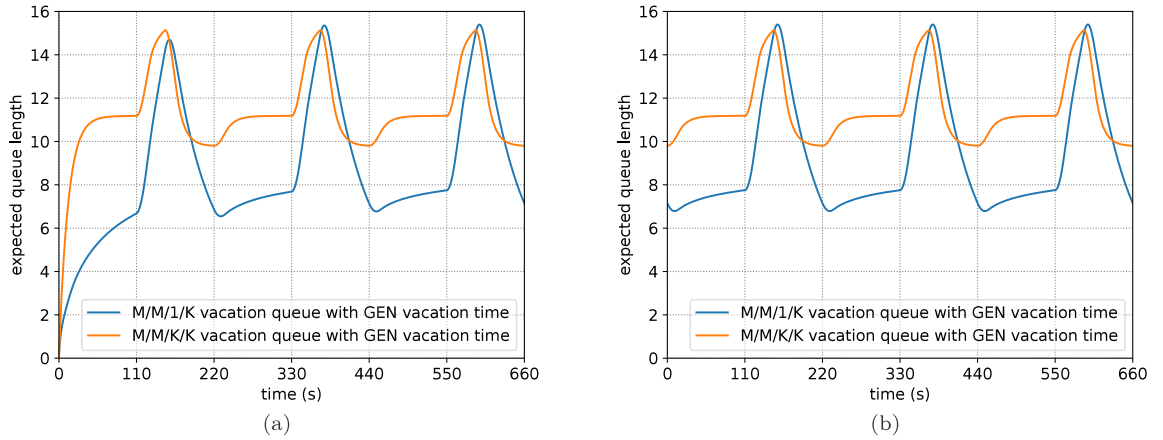 16
14
12
10
8
6
4
2
0
expected queue length
M/M/1/K vacation queue with GEN vacation time
M/M/K/K vacation queue with GEN vacation time
0 110 220 330 440 550 660
time (s)
(a)
16
14
12
10
8
6
4
2
0
expected queue length
M/M/1/K vacation queue with GEN vacation time
M/M/K/K vacation queue with GEN vacation time
0 110 220 330 440 550 660
time (s)
(b)